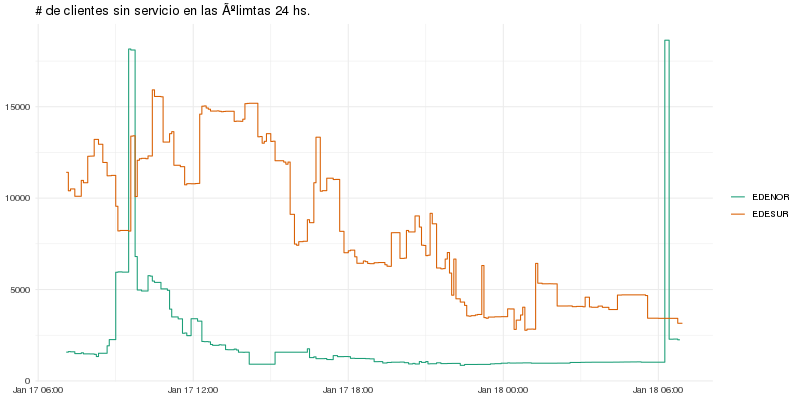 # de clientes sin servicio en las Ãºlimtas 24 hs.
15000
10000
5000
0
Jan 17 06:00
Jan 17 12:00
Jan 17 18:00
Jan 18 00:00
Jan 18 06:00
EDENOR
EDESUR